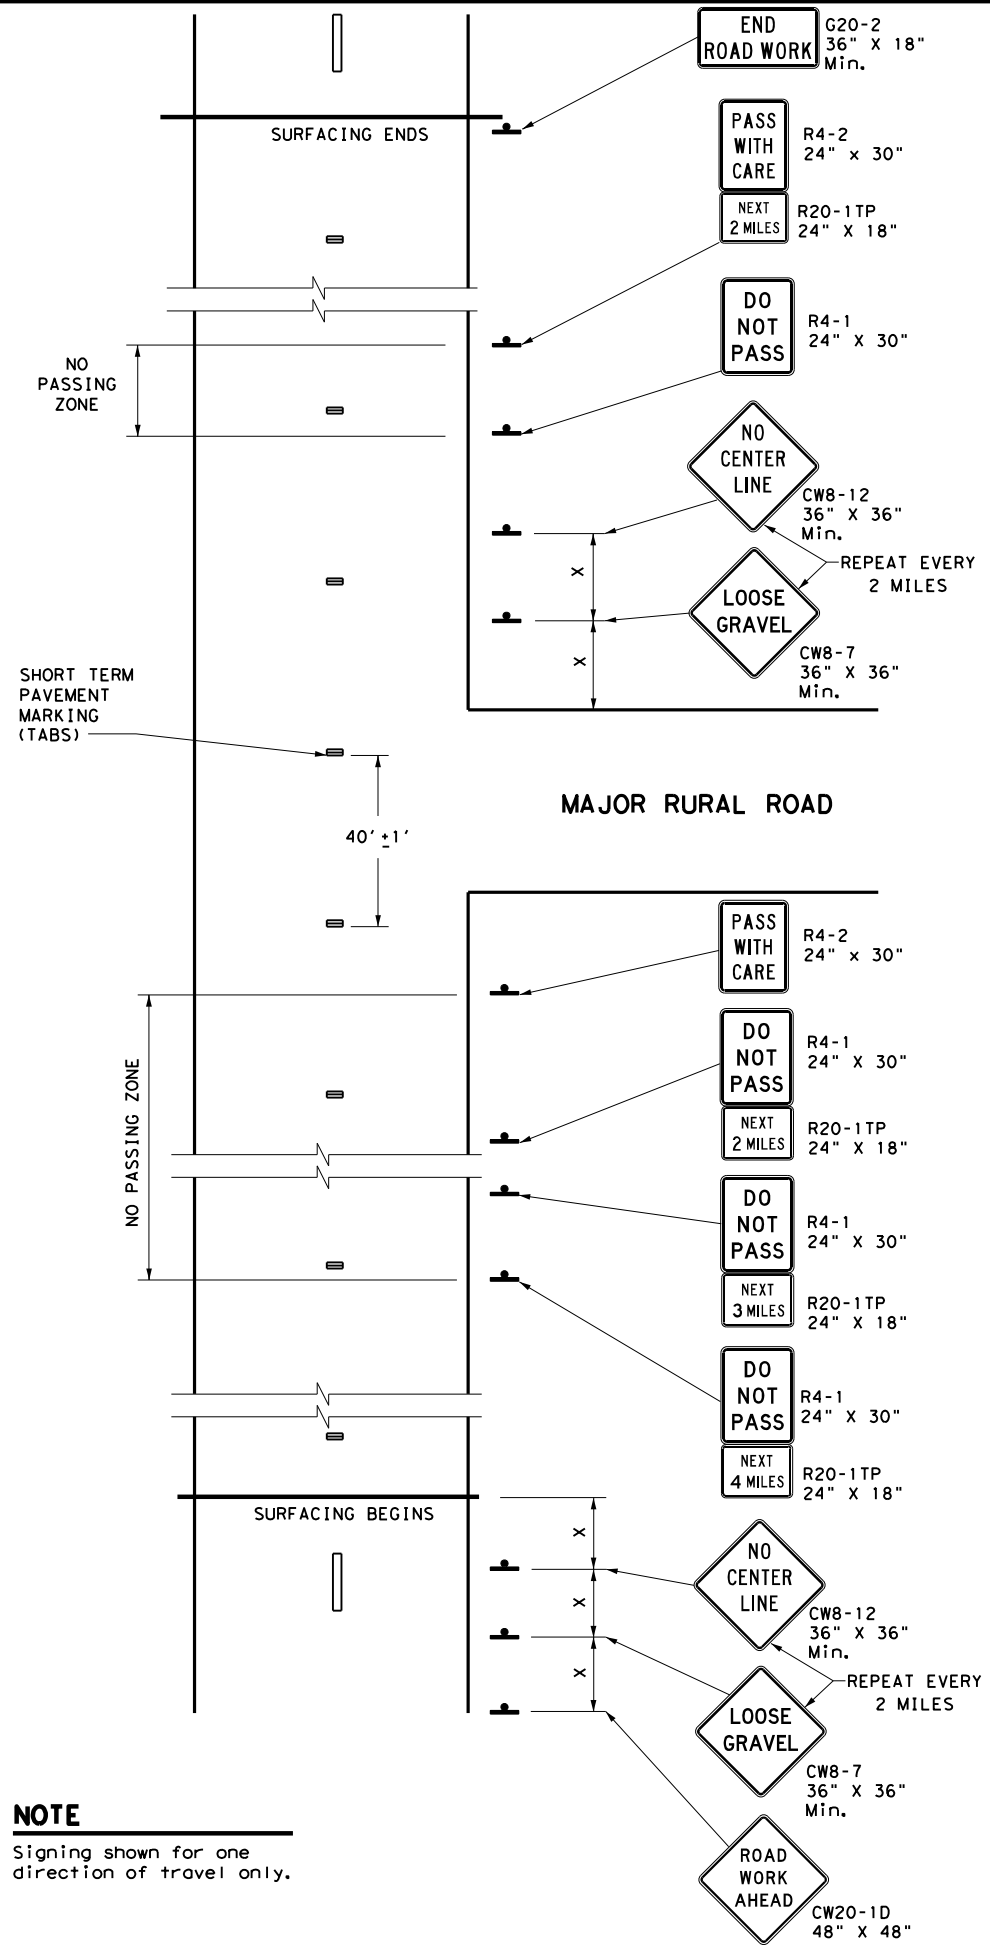 END
ROAD WORK
G20-2
36" X 18"
Min.
SURFACING ENDS
PASS
WITH
CARE
R4-2
24" x 30"
NEXT
2 MILES
R20-1TP
24" X 18"
DO
NOT
PASS
R4-1
24" X 30"
NO
PASSING
ZONE
NO
CENTER
LINE
CW8-12
36" X 36"
Min.
REPEAT EVERY
2 MILES
X
LOOSE
GRAVEL
CW8-7
36" X 36"
Min.
X
SHORT TERM
PAVEMENT
MARKING
(TABS)
MAJOR RURAL ROAD
40'±1'
PASS
WITH
CARE
R4-2
24" x 30"
DO
NOT
PASS
R4-1
24" X 30"
NEXT
2 MILES
R20-1TP
24" X 18"
NO PASSING ZONE
DO
NOT
PASS
R4-1
24" X 30"
NEXT
3 MILES
R20-1TP
24" X 18"
DO
NOT
PASS
R4-1
24" X 30"
NEXT
4 MILES
R20-1TP
24" X 18"
SURFACING BEGINS
X
NO
CENTER
LINE
CW8-12
36" X 36"
Min.
X
REPEAT EVERY
2 MILES
X
LOOSE
GRAVEL
CW8-7
36" X 36"
Min.
NOTE
Signing shown for one
direction of travel only.
ROAD
WORK
AHEAD
CW20-1D
48" X 48"